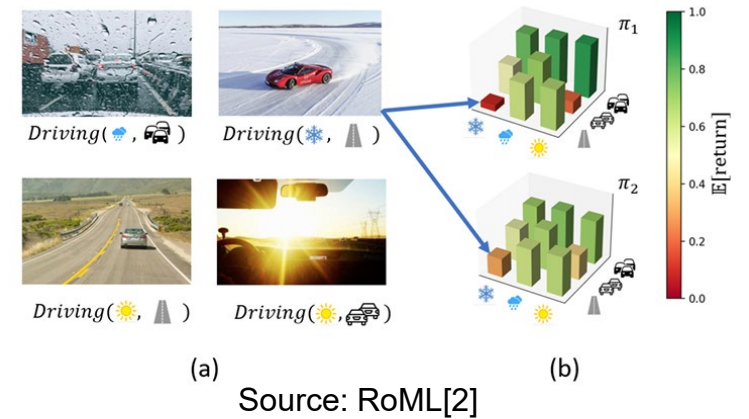 Driving( , )
Driving( , )
π1
1.0
0.8
0.6
0.4
0.2
0.0
𝔼[return]
Driving( , )
Driving( , )
π2
(a)
(b)
Source: RoML[2]